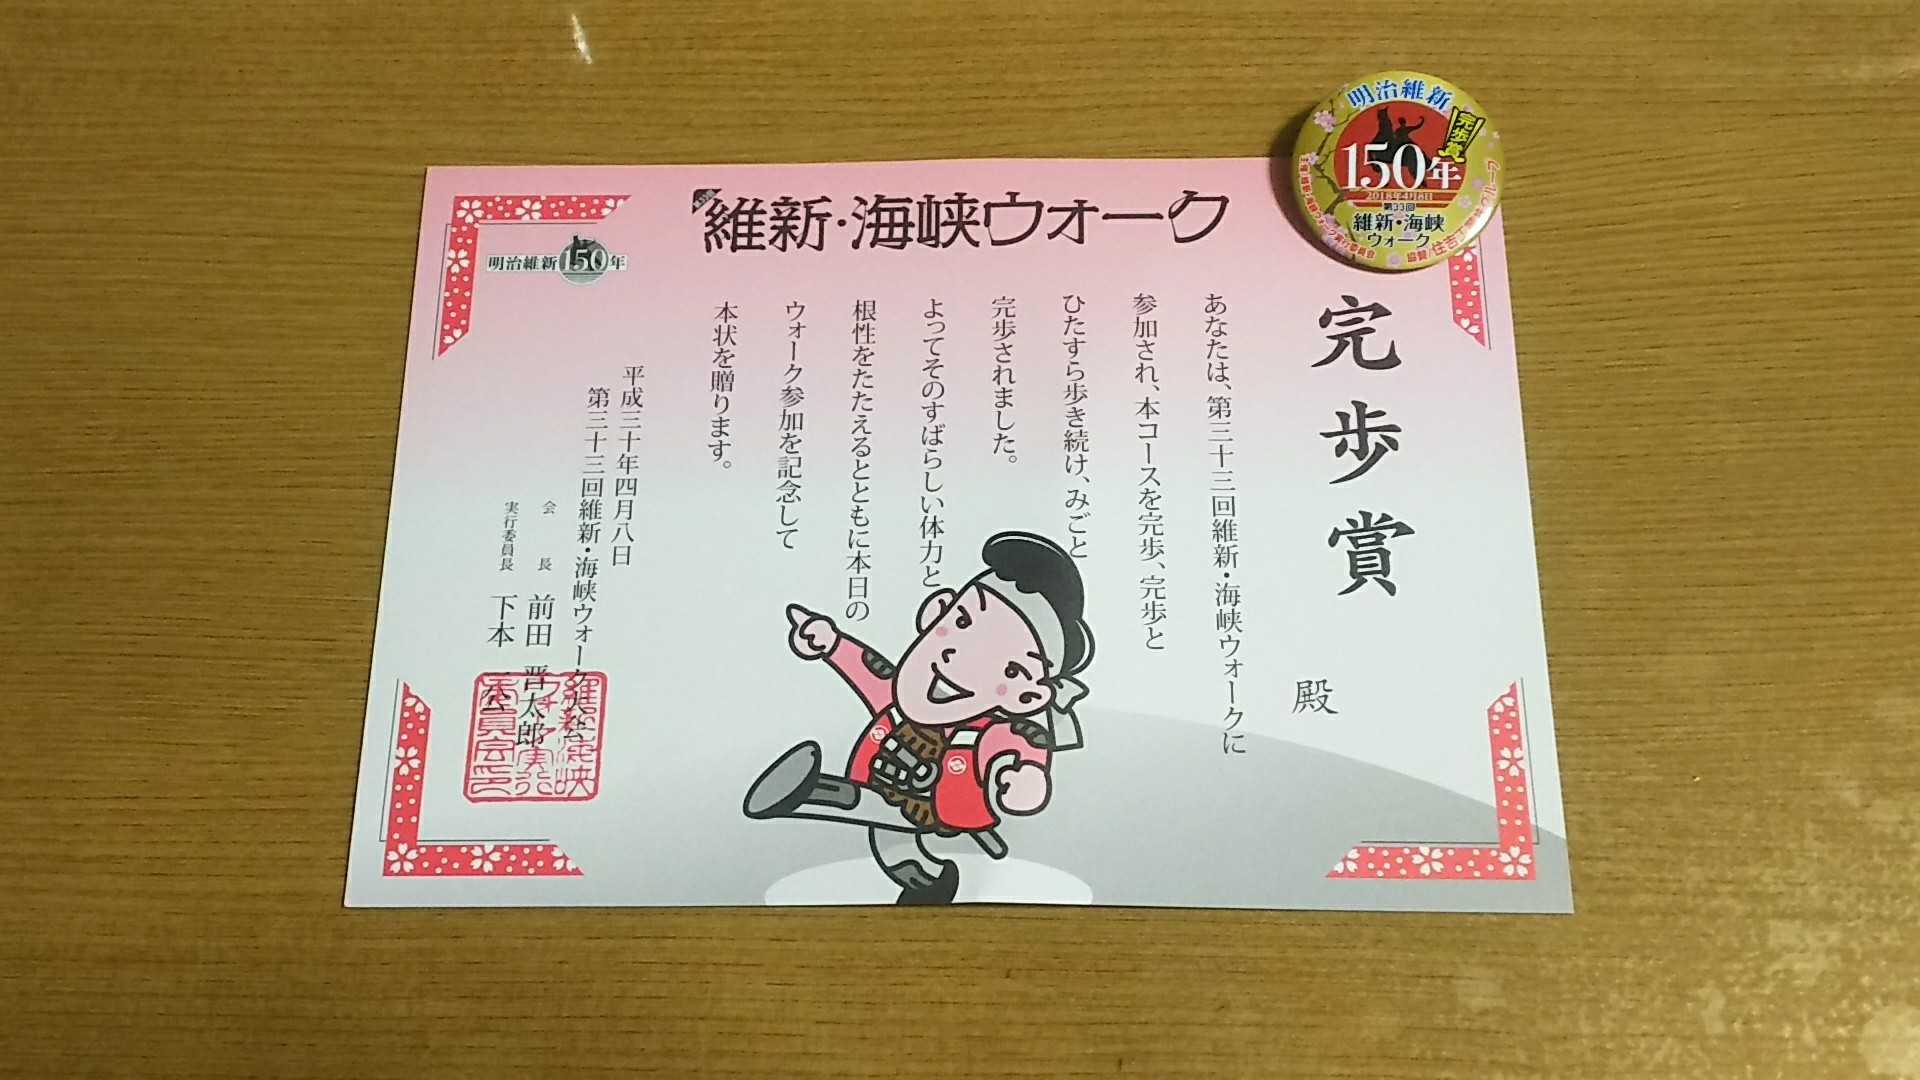 維新・海峡ウォーク
明治維新150年
完歩賞
殿
あなたは、第三十三回維新・海峡ウォークに
参加され、本コースを完歩、完歩と
ひたすら歩き続け、みごと
完歩されました。
よってそのすばらしい体力と
根性をたたえるとともに本日の
ウォーク参加を記念して
本状を贈ります。
平成三十年四月八日
第三十三回維新・海峡ウォーク大会
会長 前田 晋太郎
実行委員長 下本
明治維新
150年
完歩賞
2018年4月8日
第33回
維新・海峡
ウォーク